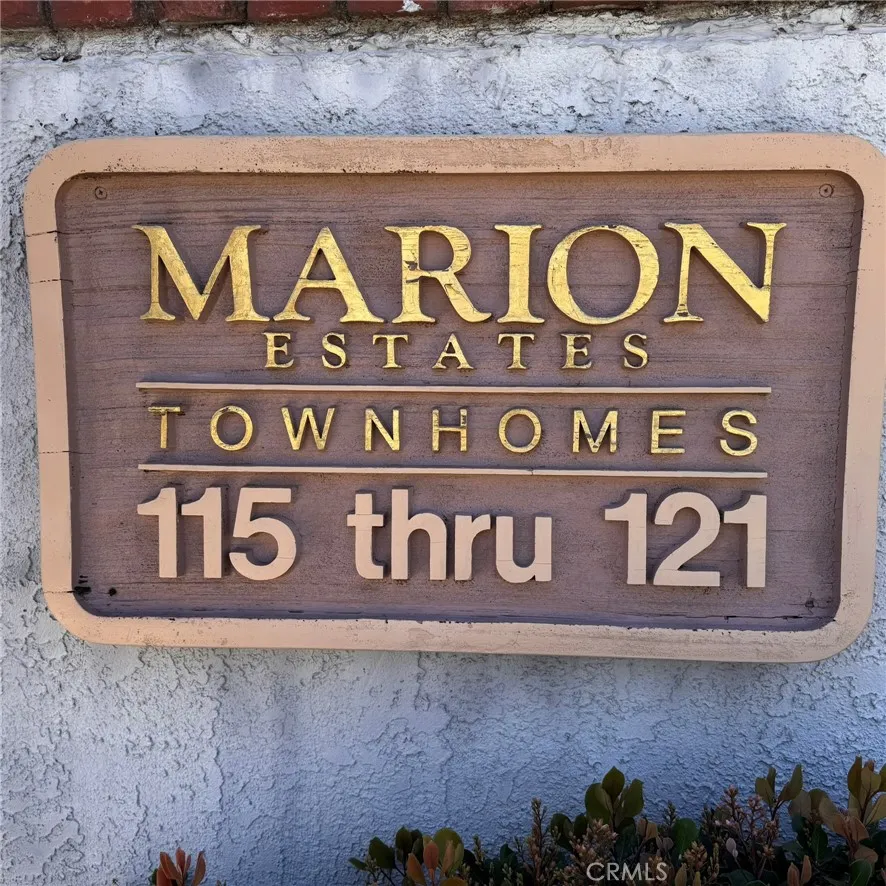 MARION
ESTATES
TOWNHOMES
115 thru 121
CRMLS